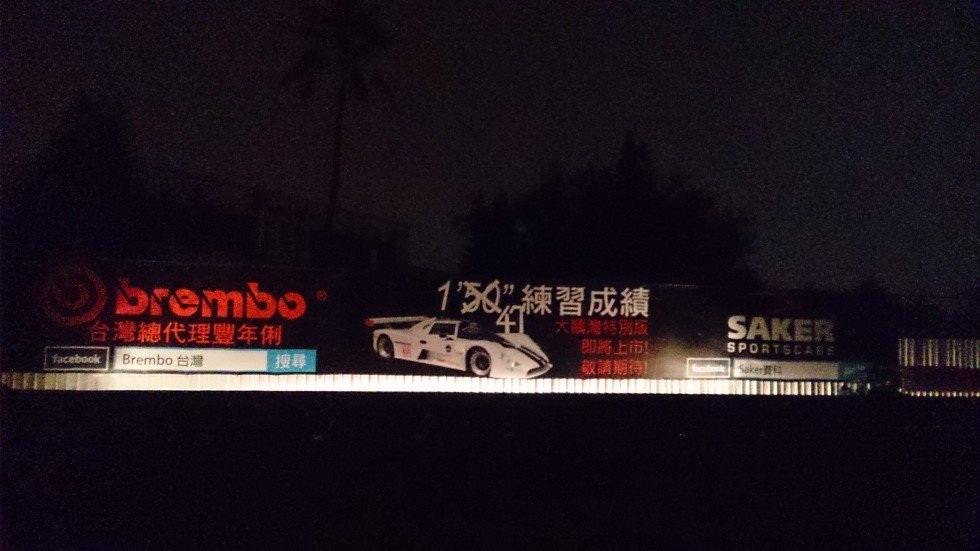 brembo
台灣總代理豐年俐
facebook Brembo 台灣 搜尋
1'50" 練習成績
47
大鵬灣特別版
即將上市!
敬請期待!
SAKER
SPORTSCARS
facebook Saker賽科